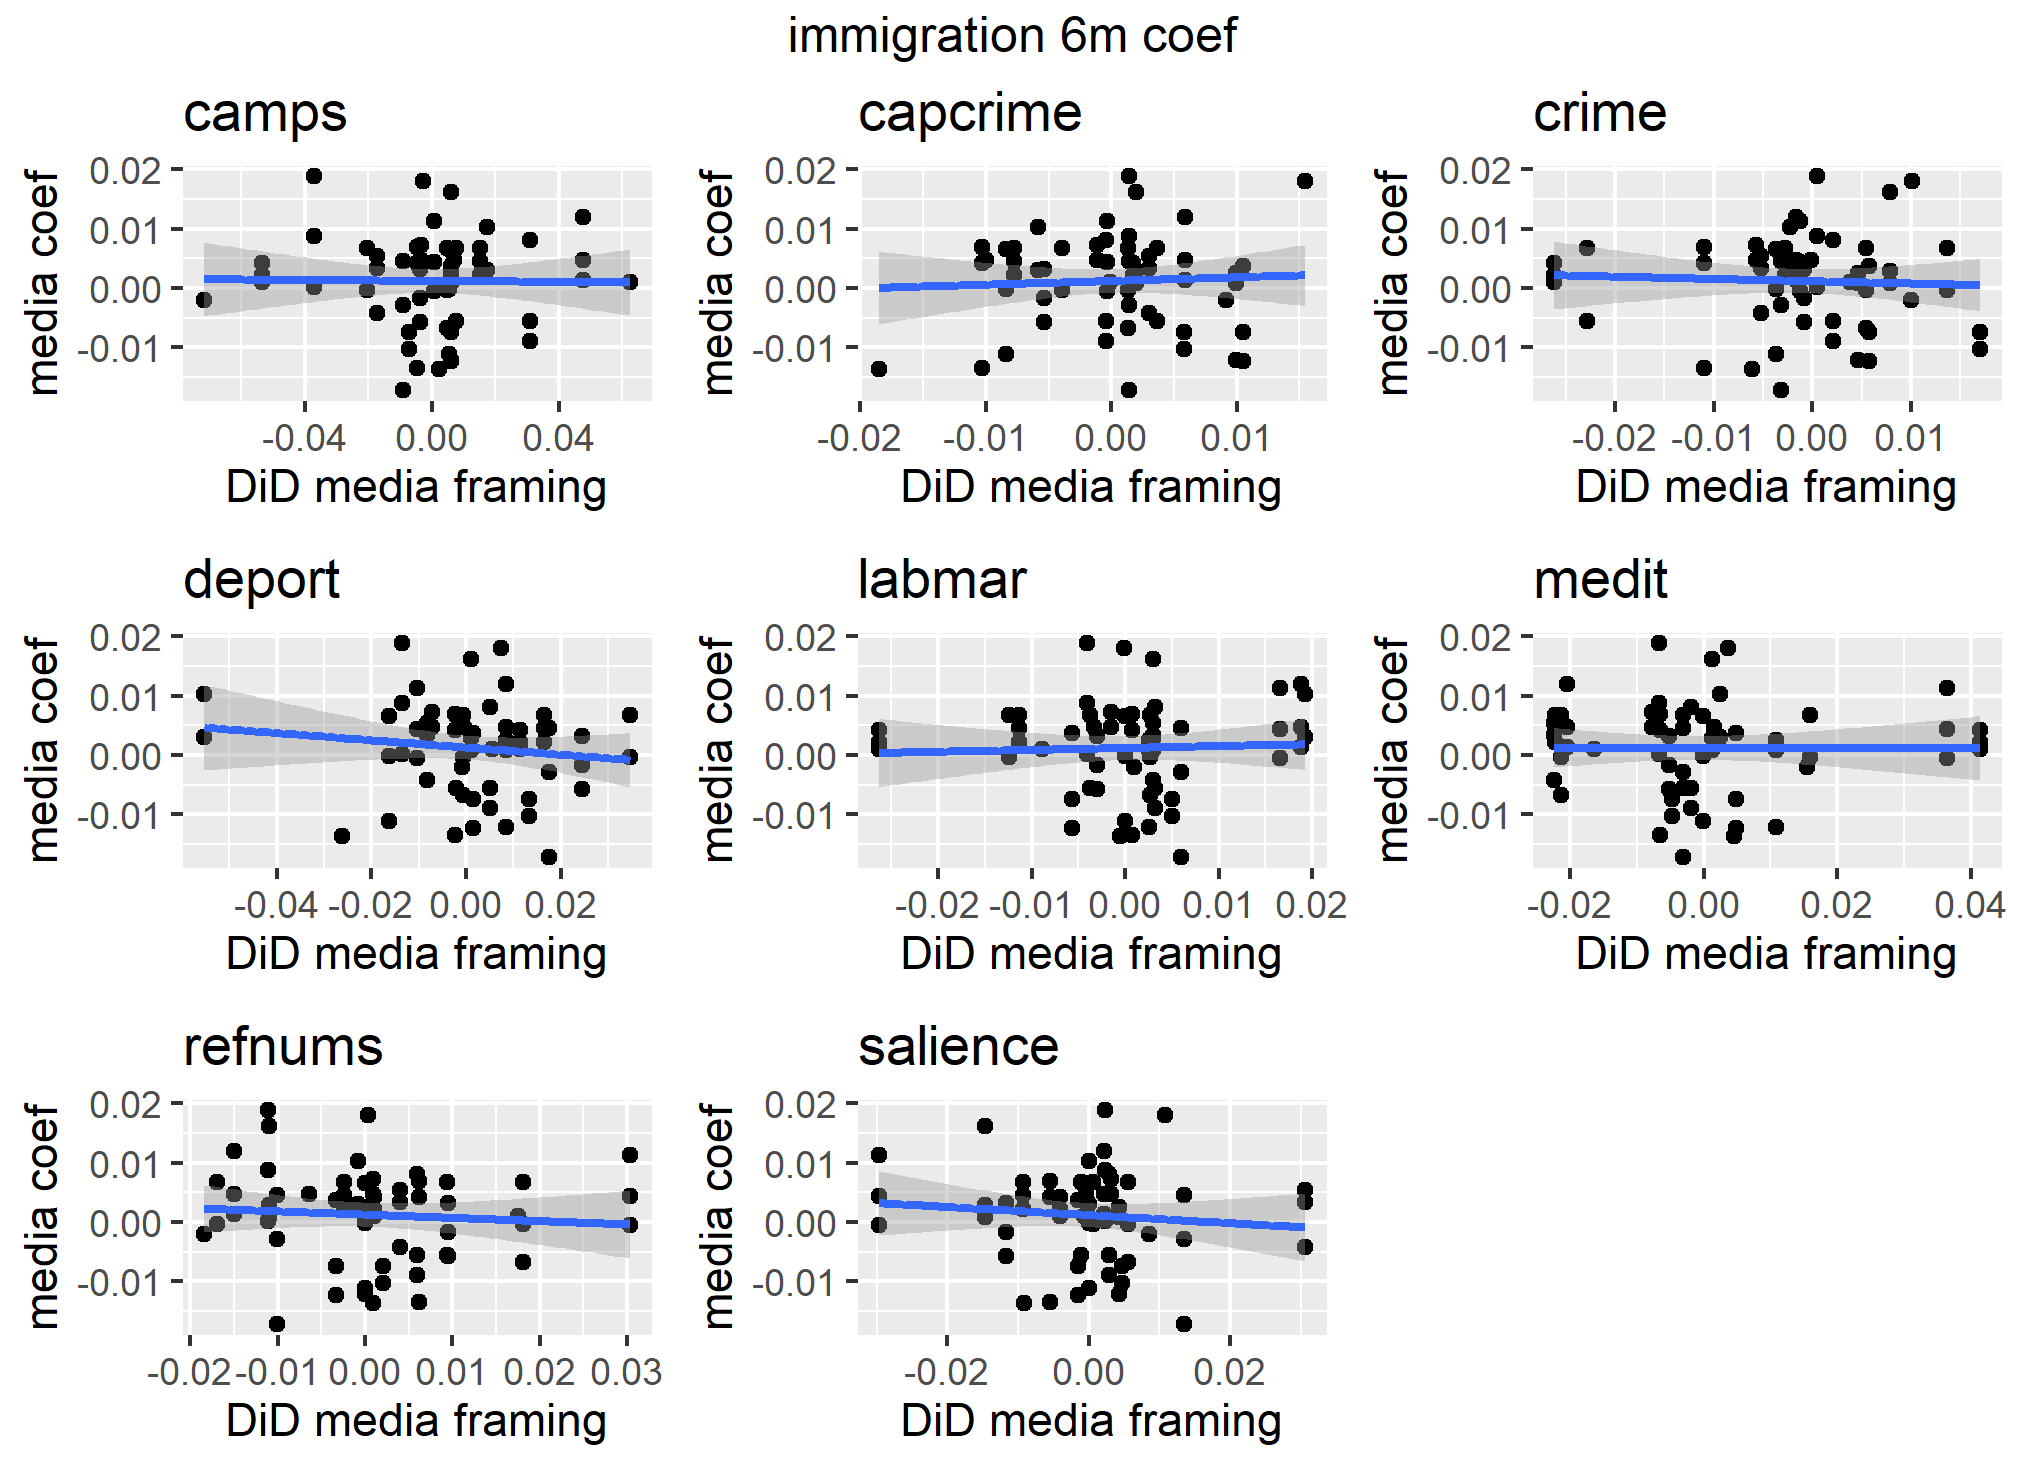 immigration 6m coef
camps
capcrime
crime
media coef
0.02
0.01
0.00
-0.01
media coef
0.02
0.01
0.00
-0.01
media coef
0.02
0.01
0.00
-0.01
-0.04 0.00 0.04
-0.02 -0.01 0.00 0.01
-0.02 -0.01 0.00 0.01
DiD media framing
DiD media framing
DiD media framing
deport
labmar
medit
media coef
0.02
0.01
0.00
-0.01
media coef
0.02
0.01
0.00
-0.01
media coef
0.02
0.01
0.00
-0.01
-0.04 -0.02 0.00 0.02
-0.02 -0.01 0.00 0.01 0.02
-0.02 0.00 0.02 0.04
DiD media framing
DiD media framing
DiD media framing
refnums
salience
media coef
0.02
0.01
0.00
-0.01
media coef
0.02
0.01
0.00
-0.01
-0.02 -0.01 0.00 0.01 0.02 0.03
-0.02 0.00 0.02
DiD media framing
DiD media framing